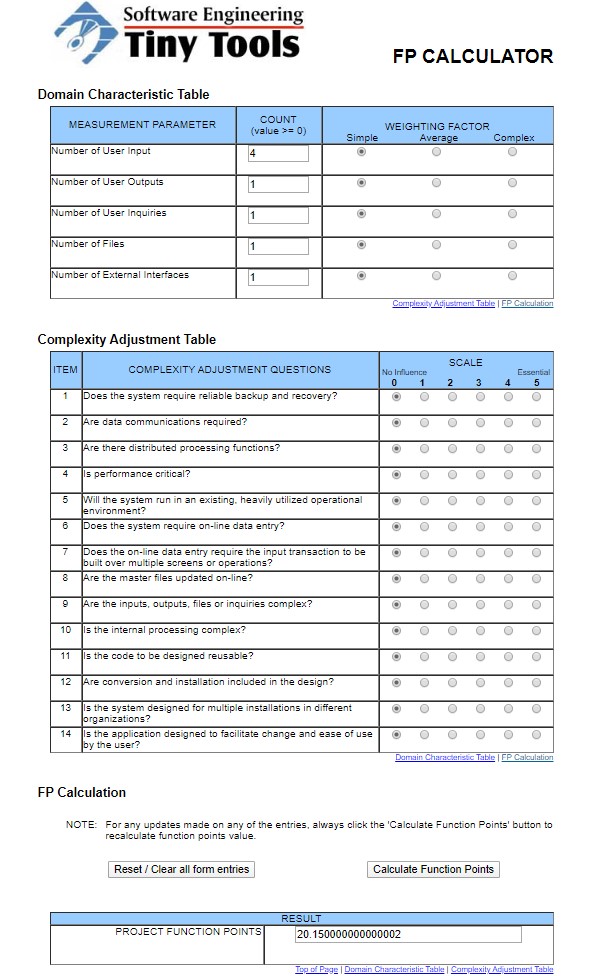 Software Engineering
Tiny Tools
FP CALCULATOR
Domain Characteristic Table
MEASUREMENT PARAMETER
COUNT
(value >= 0)
WEIGHTING FACTOR
Simple Average Complex
Number of User Input 4
Number of User Outputs 1
Number of User Inquiries 1
Number of Files 1
Number of External Interfaces 1
Complexity Adjustment Table | FP Calculation
Complexity Adjustment Table
ITEM COMPLEXITY ADJUSTMENT QUESTIONS
SCALE
No Influence Essential
0 1 2 3 4 5
1 Does the system require reliable backup and recovery?
2 Are data communications required?
3 Are there distributed processing functions?
4 Is performance critical?
5 Will the system run in an existing, heavily utilized operational
environment?
6 Does the system require on-line data entry?
7 Does the on-line data entry require the input transaction to be
built over multiple screens or operations?
8 Are the master files updated on-line?
9 Are the inputs, outputs, files or inquiries complex?
10 Is the internal processing complex?
11 Is the code to be designed reusable?
12 Are conversion and installation included in the design?
13 Is the system designed for multiple installations in different
organizations?
14 Is the application designed to facilitate change and ease of use
by the user?
Domain Characteristic Table | FP Calculation
FP Calculation
NOTE: For any updates made on any of the entries, always click the 'Calculate Function Points' button to
recalculate function points value.
Reset / Clear all form entries Calculate Function Points
RESULT
PROJECT FUNCTION POINTS 20.150000000000002
Top of Page | Domain Characteristic Table | Complexity Adjustment Table